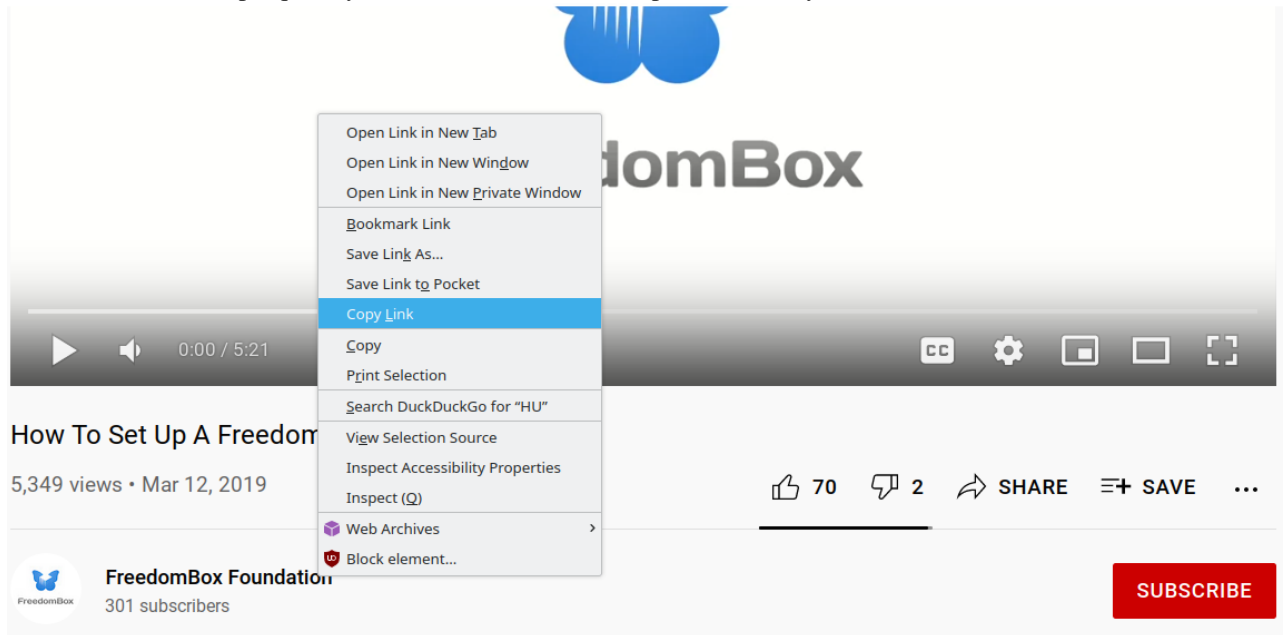 domBox
Open Link in New Tab
Open Link in New Window
Open Link in New Private Window
Bookmark Link
Save Link As...
Save Link to Pocket
Copy Link
Copy
Print Selection
Search DuckDuckGo for “HU”
View Selection Source
Inspect Accessibility Properties
Inspect (Q)
Web Archives
Block element...
0:00 / 5:21
CC
How To Set Up A Freedom
5,349 views • Mar 12, 2019
70 2 SHARE SAVE ...
FreedomBox
FreedomBox Foundation
301 subscribers
SUBSCRIBE